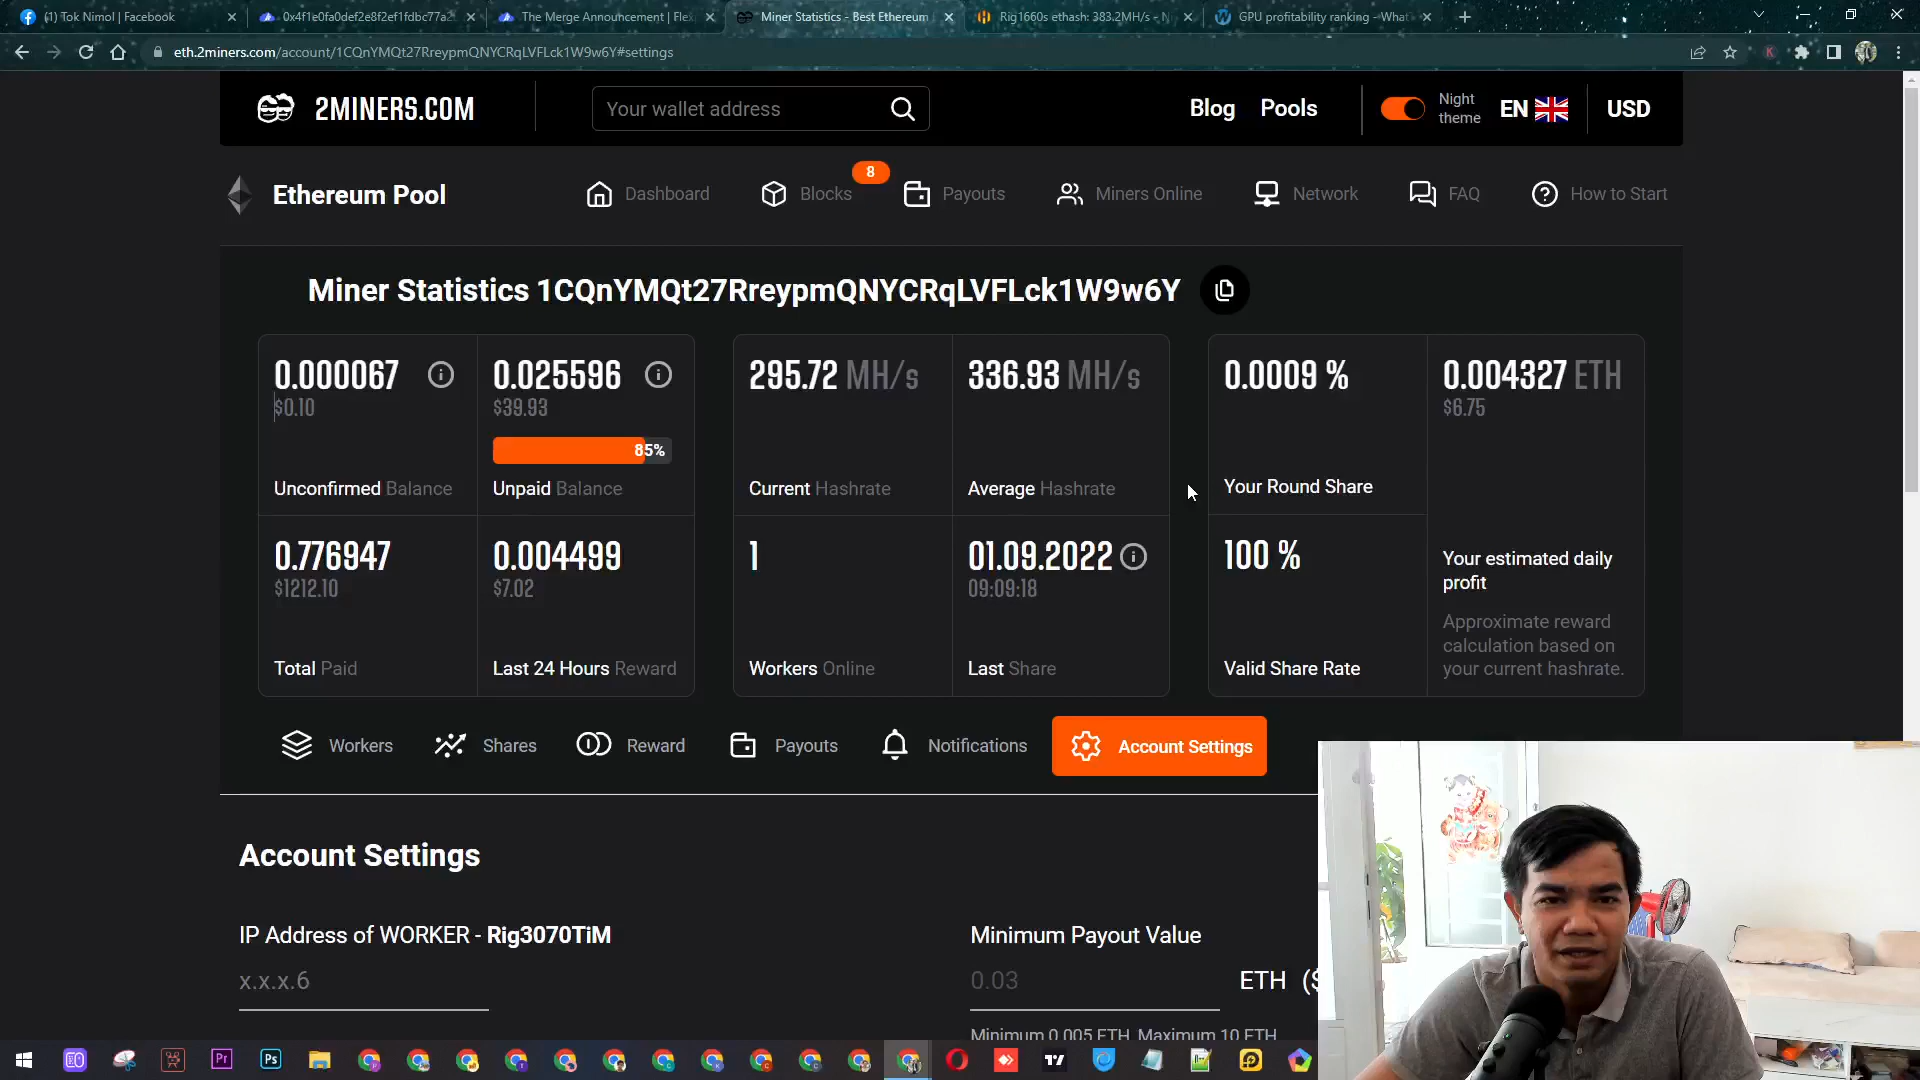 (1) Tok Nimol | Facebook
0x4f1e0fa0def2e8f2ef1fdbc77a2
The Merge Announcement | Flex
Miner Statistics - Best Ethereum
Rig1660s ethash: 383.2MH/s - N
GPU profitability ranking - What
eth.2miners.com/account/1CQnYMQt27RreypmQNYCRqLVFLck1W9w6Y#settings
2MINERS.COM
Your wallet address
Blog
Pools
Night theme
EN
USD
Ethereum Pool
Dashboard
Blocks
8
Payouts
Miners Online
Network
FAQ
How to Start
Miner Statistics 1CQnYMQt27RreypmQNYCRqLVFLck1W9w6Y
0.000067
$0.10
Unconfirmed Balance
0.025596
$39.93
85%
Unpaid Balance
295.72 MH/s
Current Hashrate
336.93 MH/s
Average Hashrate
0.0009 %
Your Round Share
0.004327 ETH
$6.75
Your estimated daily
profit
Approximate reward
calculation based on
your current hashrate.
0.776947
$1212.10
Total Paid
0.004499
$7.02
Last 24 Hours Reward
1
Workers Online
01.09.2022
09:09:18
Last Share
100 %
Valid Share Rate
Workers
Shares
Reward
Payouts
Notifications
Account Settings
Account Settings
IP Address of WORKER - Rig3070TiM
x.x.x.6
Minimum Payout Value
0.03
ETH ($
Minimum 0.005 ETH, Maximum 10 ETH
Pr
Ps